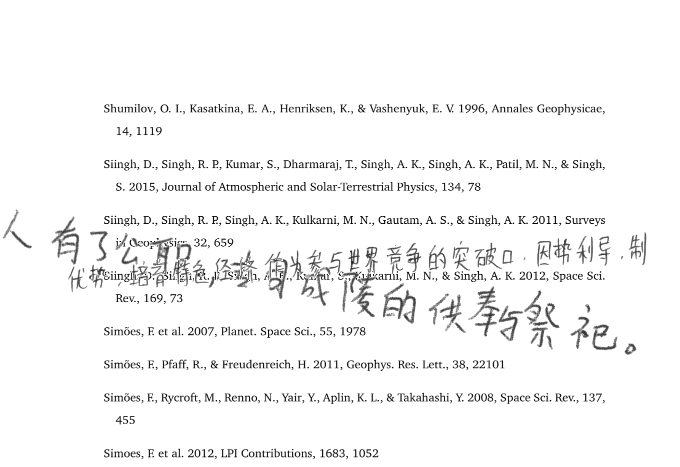 Shumilov, O. I., Kasatkina, E. A., Henriksen, K., & Vashenyuk, E. V. 1996, Annales Geophysicae,
14, 1119
Siingh, D., Singh, R. P., Kumar, S., Dharmaraj, T., Singh, A. K., Singh, A. K., Patil, M. N., & Singh,
S. 2015, Journal of Atmospheric and Solar-Terrestrial Physics, 134, 78
Siingh, D., Singh, R. P., Singh, A. K., Kulkarni, M. N., Gautam, A. S., & Singh, A. K. 2011, Surveys
in Geophysics, 32, 659
人有了么耶
作为参与世界竞争的突破口，因势利导，制
优势，培育特色经济
Siingh, D., Singh, R. P., Singh, A. K., Kumar, S., Kulkarni, M. N., & Singh, A. K. 2012, Space Sci.
Rev., 169, 73
成陵的供奉与祭祀。
Simões, F. et al. 2007, Planet. Space Sci., 55, 1978
Simões, F., Pfaff, R., & Freudenreich, H. 2011, Geophys. Res. Lett., 38, 22101
Simões, F., Rycroft, M., Renno, N., Yair, Y., Aplin, K. L., & Takahashi, Y. 2008, Space Sci. Rev., 137,
455
Simoes, F. et al. 2012, LPI Contributions, 1683, 1052